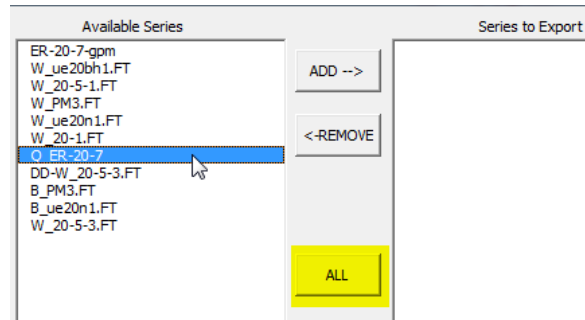 Available Series
Series to Export
ER-20-7-gpm
W_ue20bh1.FT
W_20-5-1.FT
W_PM3.FT
W_ue20n1.FT
W_20-1.FT
Q_ER-20-7
DD-W_20-5-3.FT
B_PM3.FT
B_ue20n1.FT
W_20-5-3.FT
ADD -->
<-REMOVE
ALL